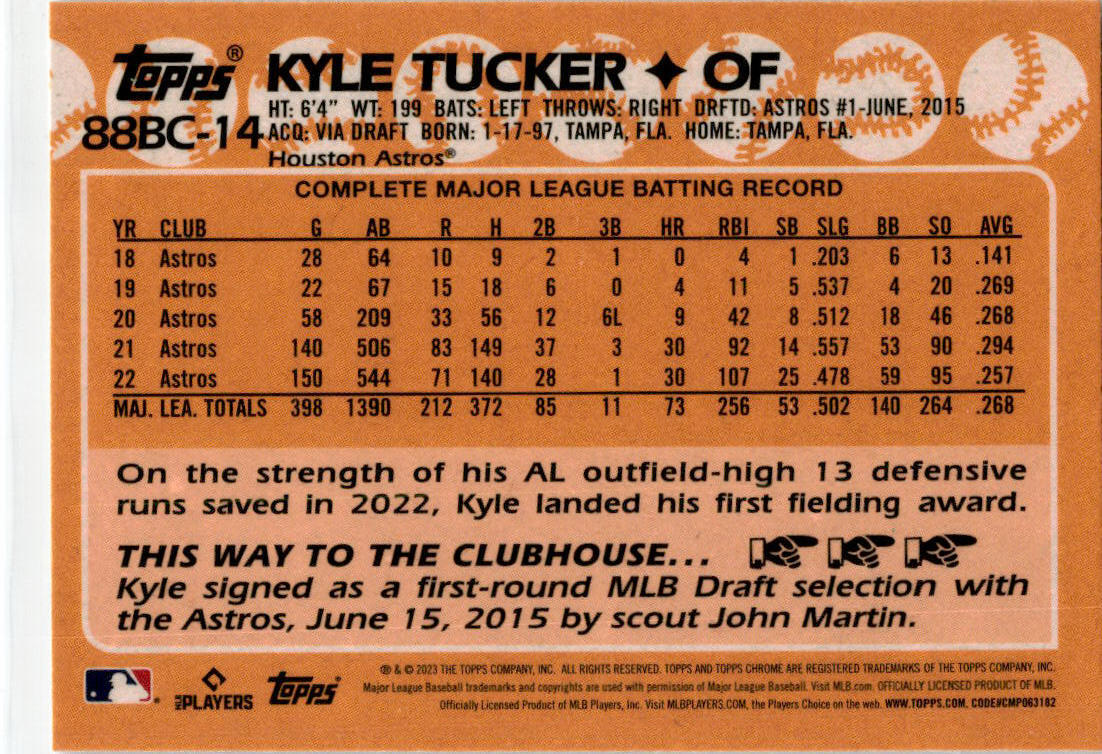 Topps® KYLE TUCKER ✦ OF
HT: 6'4" WT: 199 BATS: LEFT THROWS: RIGHT DRFTD: ASTROS #1-JUNE, 2015
88BC-14 ACQ: VIA DRAFT BORN: 1-17-97, TAMPA, FLA. HOME: TAMPA, FLA.
Houston Astros®
COMPLETE MAJOR LEAGUE BATTING RECORD
YR CLUB G AB R H 2B 3B HR RBI SB SLG BB SO AVG
18 Astros 28 64 10 9 2 1 0 4 1 .203 6 13 .141
19 Astros 22 67 15 18 6 0 4 11 5 .537 4 20 .269
20 Astros 58 209 33 56 12 6L 9 42 8 .512 18 46 .268
21 Astros 140 506 83 149 37 3 30 92 14 .557 53 90 .294
22 Astros 150 544 71 140 28 1 30 107 25 .478 59 95 .257
MAJ. LEA. TOTALS 398 1390 212 372 85 11 73 256 53 .502 140 264 .268
On the strength of his AL outfield-high 13 defensive
runs saved in 2022, Kyle landed his first fielding award.
THIS WAY TO THE CLUBHOUSE...
Kyle signed as a first-round MLB Draft selection with
the Astros, June 15, 2015 by scout John Martin.
® & © 2023 THE TOPPS COMPANY, INC. ALL RIGHTS RESERVED. TOPPS AND TOPPS CHROME ARE REGISTERED TRADEMARKS OF THE TOPPS COMPANY, INC.
MLB PLAYERS Topps Major League Baseball trademarks and copyrights are used with permission of Major League Baseball. Visit MLB.com. OFFICIALLY LICENSED PRODUCT OF MLB.
Officially Licensed Product of MLB Players, Inc. Visit MLBPLAYERS.COM, the Players Choice on the web. WWW.TOPPS.COM. CODE#CMP063182